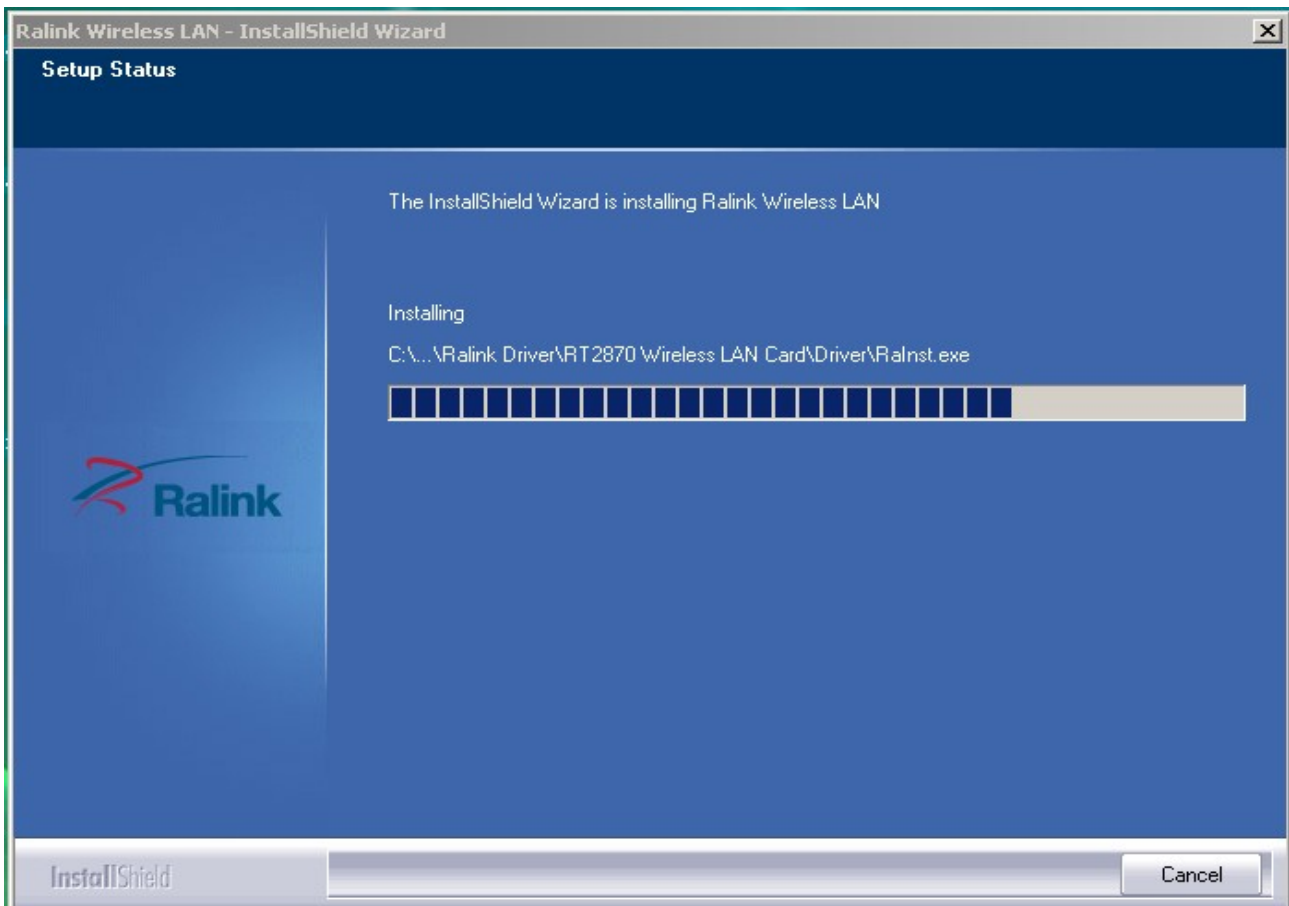 Ralink Wireless LAN - InstallShield Wizard
Setup Status
The InstallShield Wizard is installing Ralink Wireless LAN
Installing
C:\...\Ralink Driver\RT2870 Wireless LAN Card\Driver\RaInst.exe
Ralink
InstallShield
Cancel